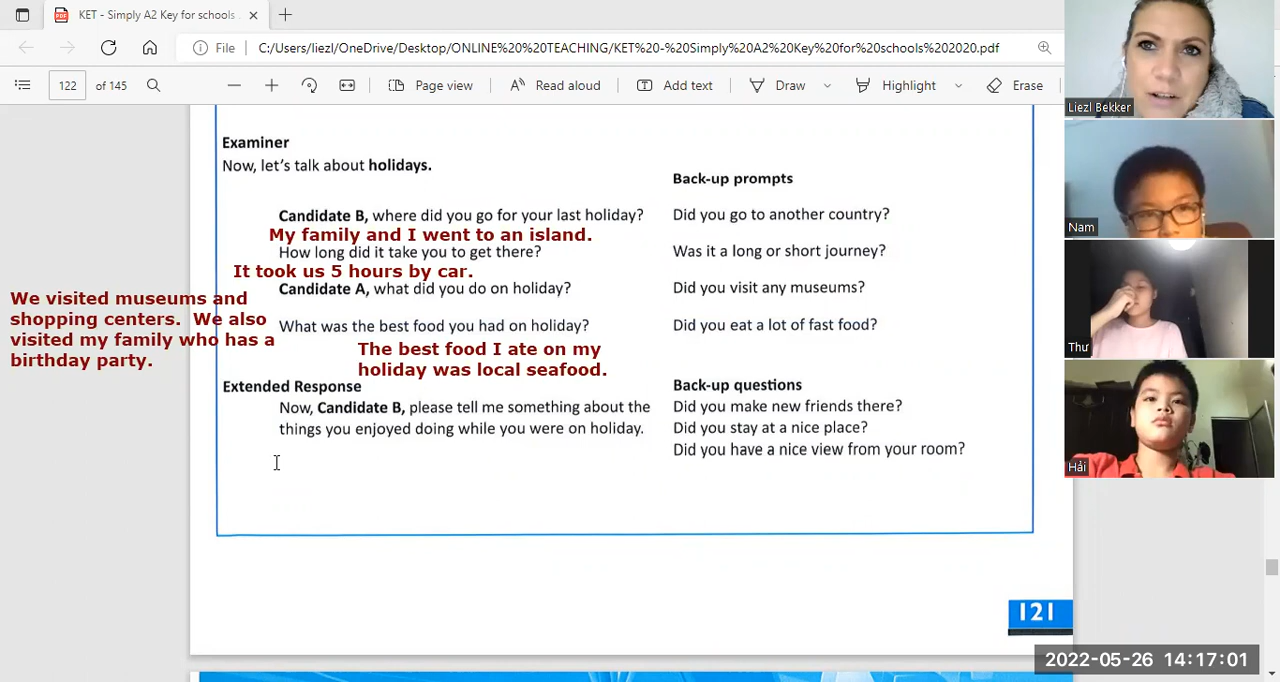 KET - Simply A2 Key for schools
File C:/Users/liezl/OneDrive/Desktop/ONLINE%20%20TEACHING/KET%20-%20Simply%20A2%20Key%20for%20schools%202020.pdf
122 of 145 Page view Read aloud Add text Draw Highlight Erase
Examiner
Now, let's talk about holidays.
Back-up prompts
Candidate B, where did you go for your last holiday? Did you go to another country?
My family and I went to an island.
How long did it take you to get there? Was it a long or short journey?
It took us 5 hours by car.
Candidate A, what did you do on holiday? Did you visit any museums?
We visited museums and
shopping centers. We also
visited my family who has a
birthday party.
What was the best food you had on holiday? Did you eat a lot of fast food?
The best food I ate on my
holiday was local seafood.
Extended Response
Now, Candidate B, please tell me something about the
things you enjoyed doing while you were on holiday.
Back-up questions
Did you make new friends there?
Did you stay at a nice place?
Did you have a nice view from your room?
121
Liezl Bekker
Nam
Thư
Hải
2022-05-26 14:17:01